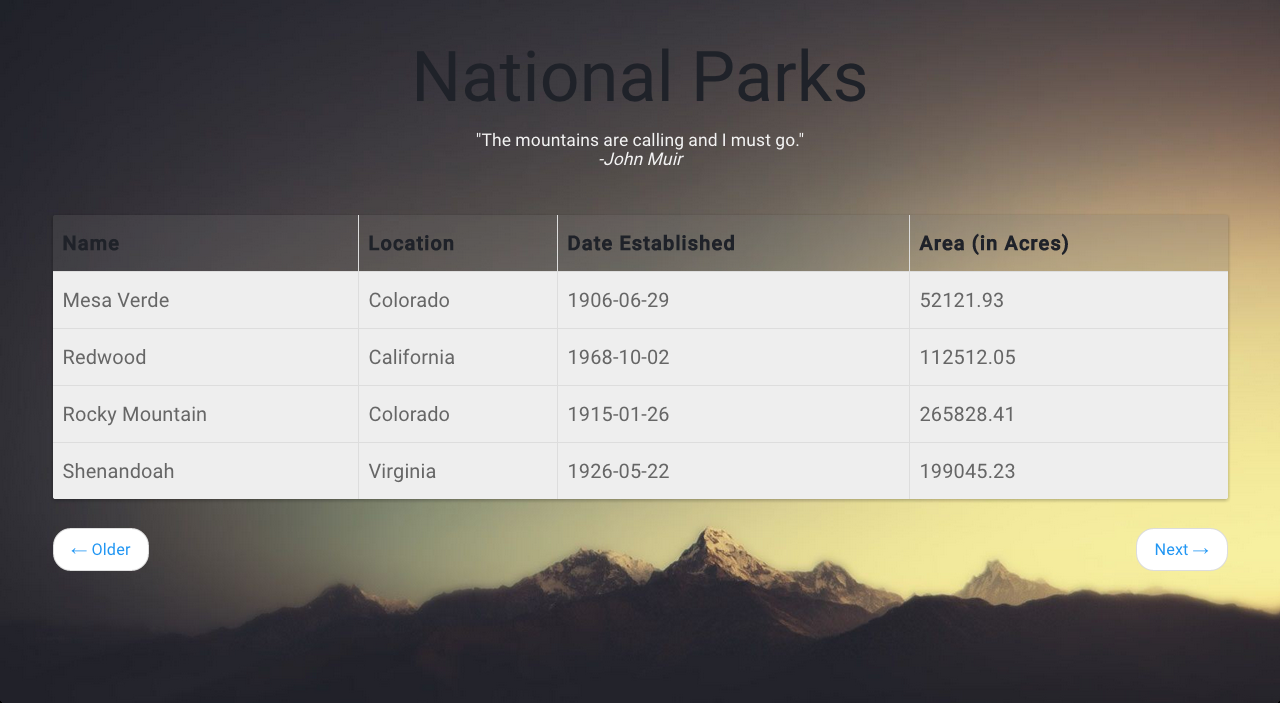 National Parks
"The mountains are calling and I must go."
-John Muir
Name Location Date Established Area (in Acres)
Mesa Verde Colorado 1906-06-29 52121.93
Redwood California 1968-10-02 112512.05
Rocky Mountain Colorado 1915-01-26 265828.41
Shenandoah Virginia 1926-05-22 199045.23
← Older Next →